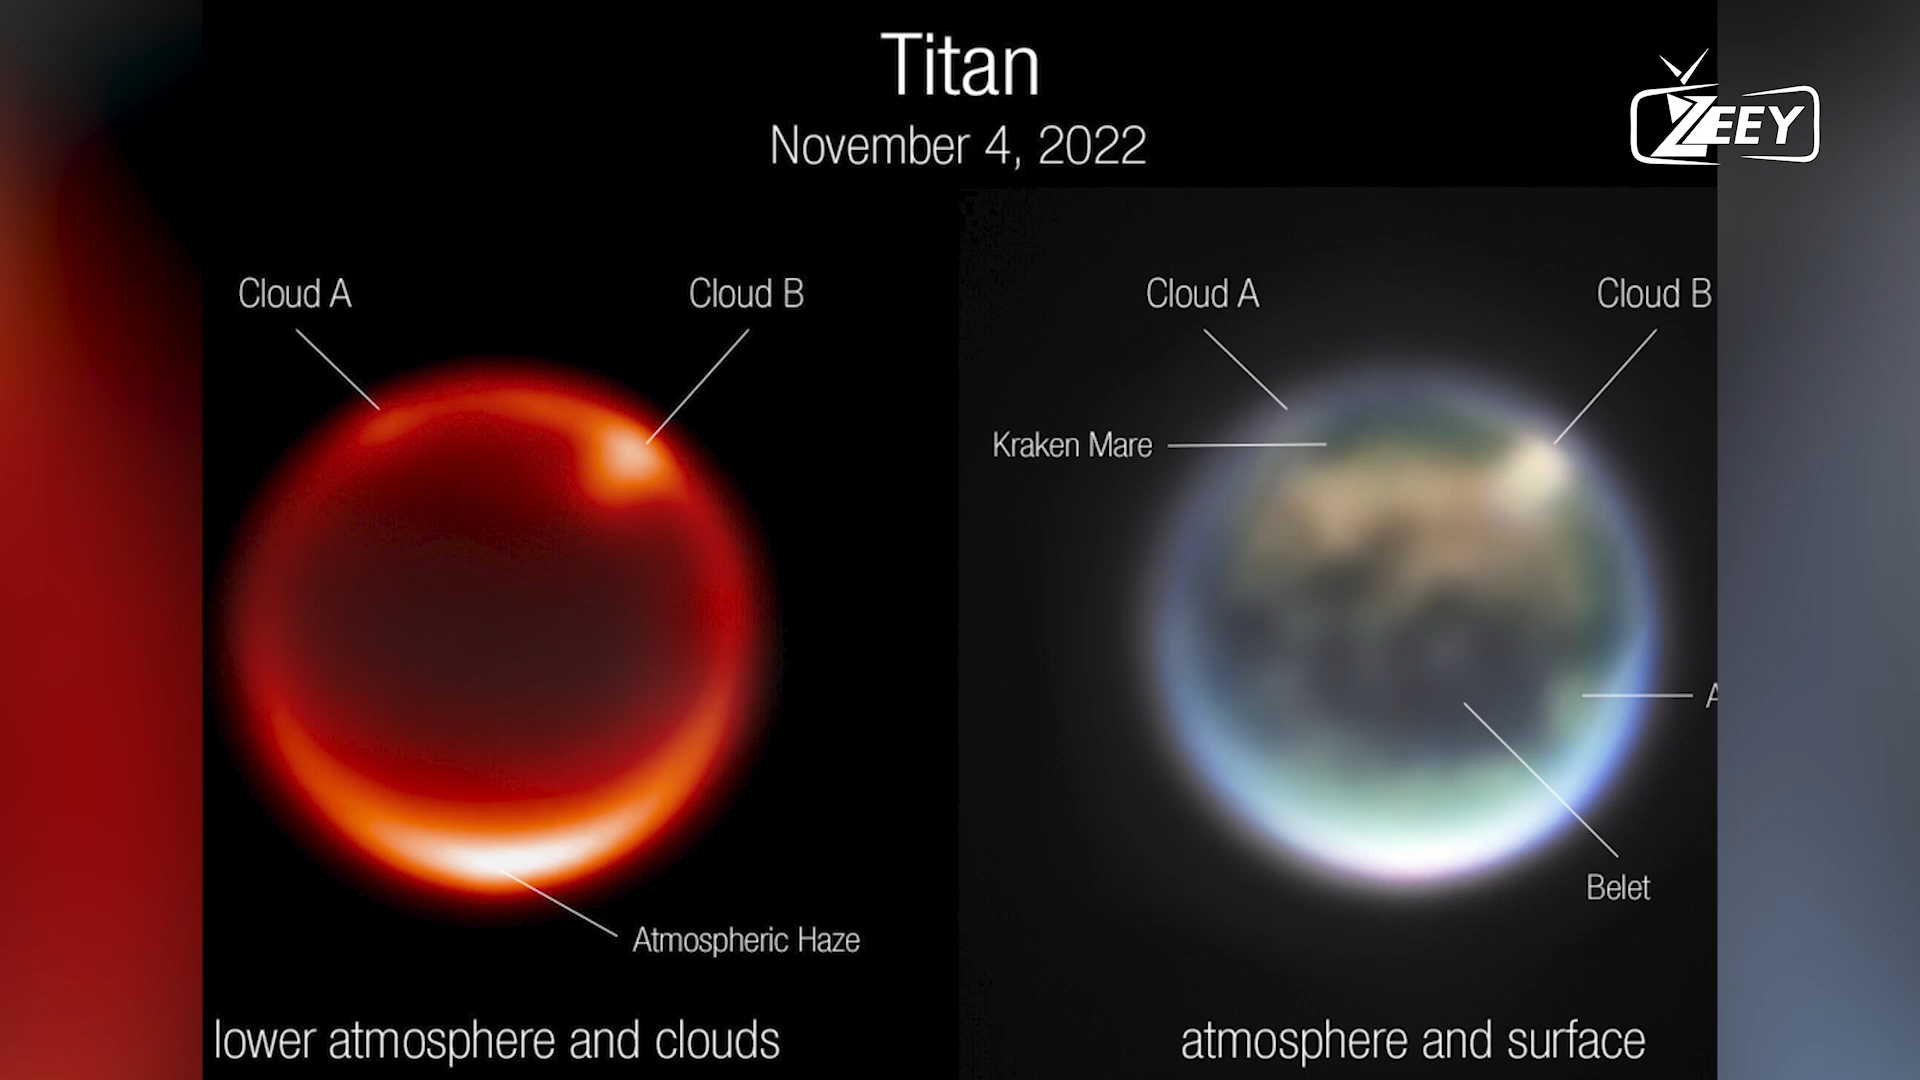 Titan
November 4, 2022
ZEEY
Cloud A
Cloud B
Cloud A
Cloud B
Kraken Mare
A
Belet
Atmospheric Haze
lower atmosphere and clouds
atmosphere and surface